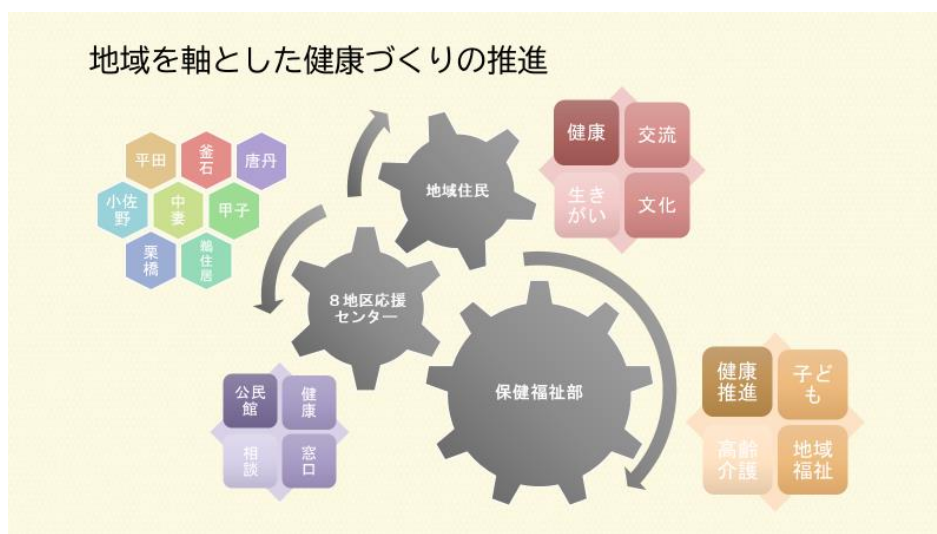 地域を軸とした健康づくりの推進
平田
釜
石
唐丹
小佐
野
中
妻
甲子
栗
橋
鵜
住
居
地域住民
健康
交流
生き
がい
文化
8地区応援
センター
保健福祉部
公民
館
健
康
相
談
窓
口
健康
推進
子ど
も
高齢
介護
地域
福祉